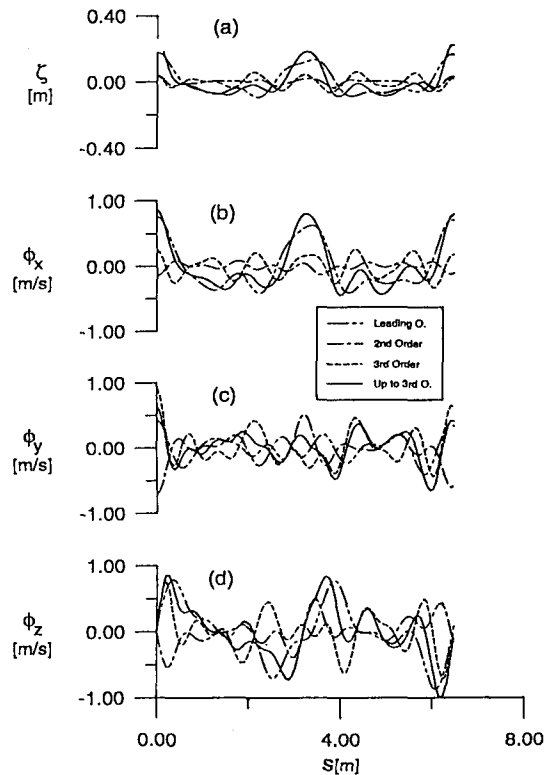 0.40
(a)
ζ
[m]
0.00
-0.40
1.00
(b)
ϕx
[m/s]
0.00
-1.00
Leading O.
2nd Order
3rd Order
Up to 3rd O.
1.00
(c)
ϕy
[m/s]
0.00
-1.00
1.00
(d)
ϕz
[m/s]
0.00
-1.00
0.00
4.00
8.00
S[m]